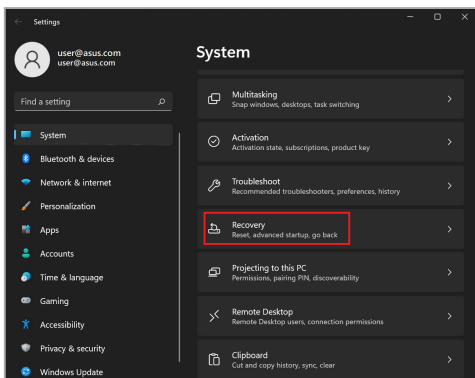 Settings
user@asus.com
user@asus.com
Find a setting
System
Bluetooth & devices
Network & internet
Personalization
Apps
Accounts
Time & language
Gaming
Accessibility
Privacy & security
Windows Update
System
Multitasking
Snap windows, desktops, task switching
Activation
Activation state, subscriptions, product key
Troubleshoot
Recommended troubleshooters, preferences, history
Recovery
Reset, advanced startup, go back
Projecting to this PC
Permissions, pairing PIN, discoverability
Remote Desktop
Remote Desktop users, connection permissions
Clipboard
Cut and copy history, sync, clear